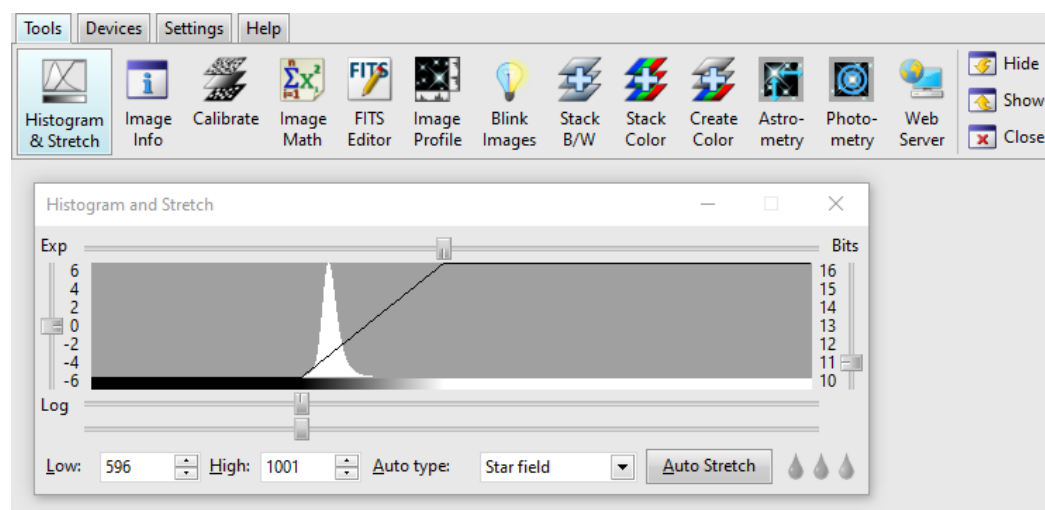 Tools Devices Settings Help
Σx² FITS Hide
n i=1 Show
Histogram Image Calibrate Image FITS Image Blink Stack Stack Create Astro- Photo- Web
& Stretch Info Math Editor Profile Images B/W Color Color metry metry Server Close
Histogram and Stretch
Exp Bits
6 16
4 15
2 14
0 13
-2 12
-4 11
-6 10
Log
Low: 596 High: 1001 Auto type: Star field Auto Stretch